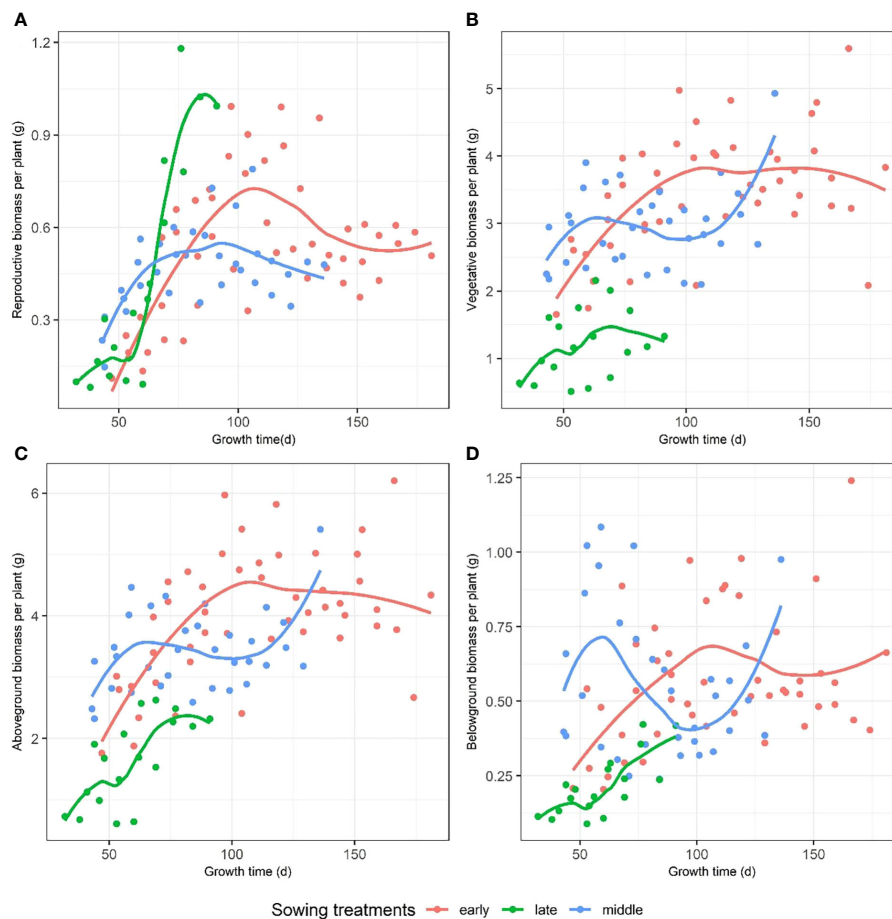 A
Reproductive biomass per plant (g)
1.2
0.9
0.6
0.3
50
100
150
Growth time(d)
B
Vegetative biomass per plant (g)
5
4
3
2
1
50
100
150
Growth time (d)
C
Aboveground biomass per plant (g)
6
4
2
50
100
150
Growth time (d)
D
Belowground biomass per plant (g)
1.25
1.00
0.75
0.50
0.25
50
100
150
Growth time (d)
Sowing treatments early late middle